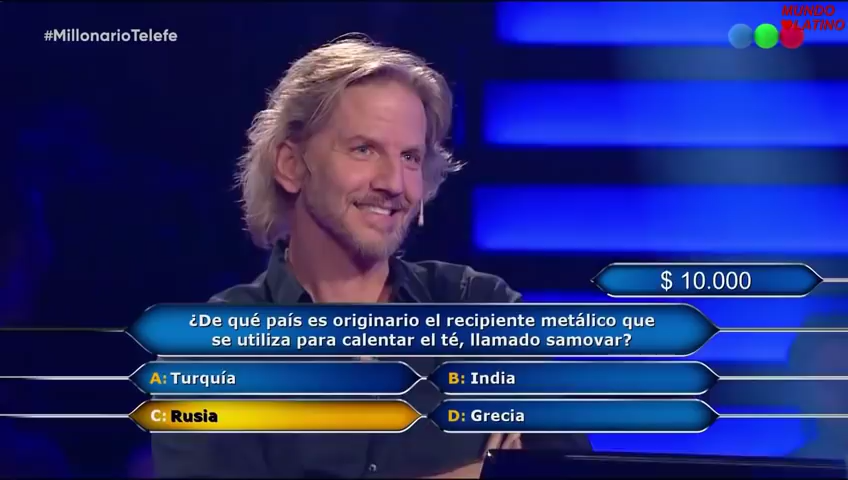 #MillonarioTelefe
MUNDO
LATINO
$ 10.000
¿De qué país es originario el recipiente metálico que
se utiliza para calentar el té, llamado samovar?
A: Turquía
B: India
C: Rusia
D: Grecia